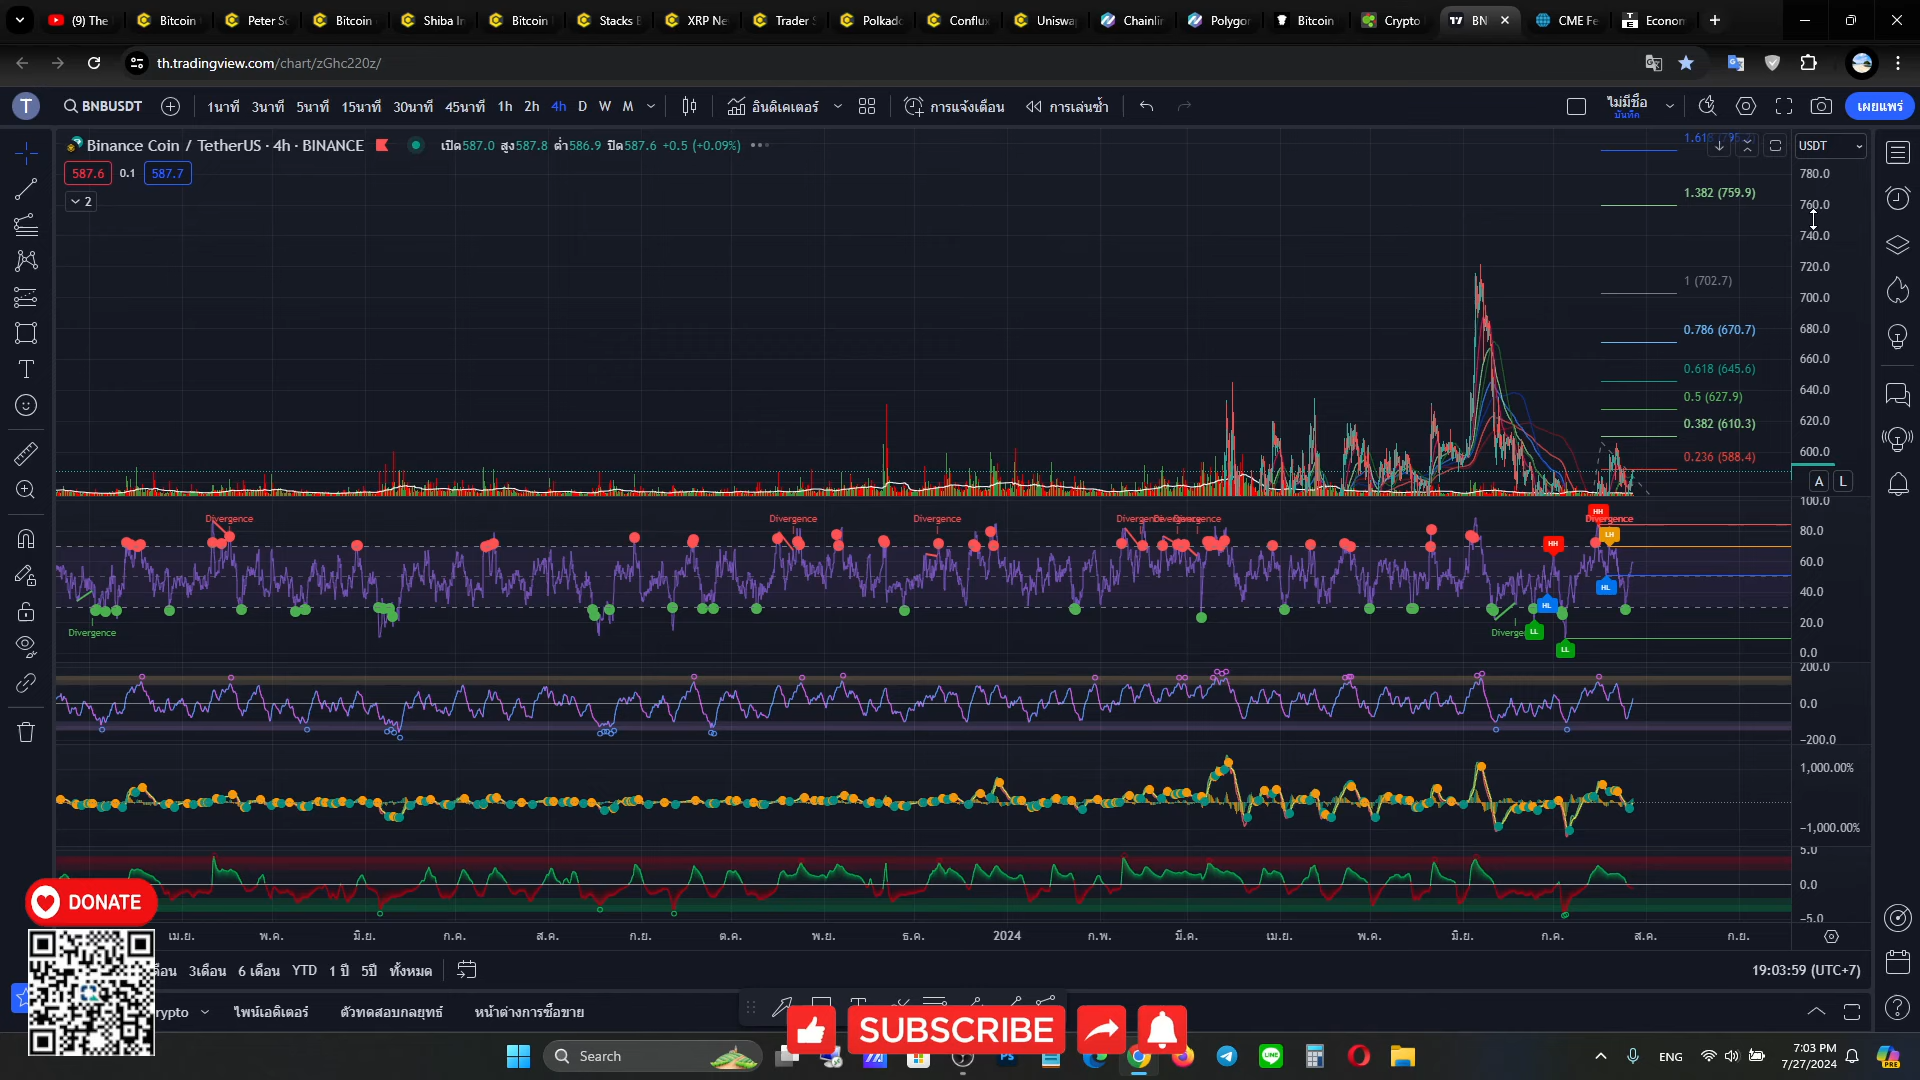 (9) The
Bitcoin
Peter Sc
Bitcoin
Shiba In
Bitcoin
Stacks B
XRP New
Trader S
Polkado
Conflux
Uniswa
Chainlin
Polygon
Bitcoin
Crypto
BN
CME Fe
Econom
th.tradingview.com/chart/zGhc220z/
T
BNBUSDT
1นาที
3นาที
5นาที
15นาที
30นาที
45นาที
1h
2h
4h
D
W
M
อินดิเคเตอร์
การแจ้งเตือน
การเล่นซ้ำ
ไม่มีชื่อ
บันทึก
เผยแพร่
Binance Coin / TetherUS · 4h · BINANCE
เปิด587.0 สูง587.8 ต่ำ586.9 ปิด587.6 +0.5 (+0.09%)
587.6
0.1
587.7
2
USDT
780.0
1.382 (759.9)
760.0
740.0
720.0
1 (702.7)
700.0
0.786 (670.7)
680.0
660.0
0.618 (645.6)
640.0
0.5 (627.9)
620.0
0.382 (610.3)
0.236 (588.4)
600.0
A
L
100.0
Divergence
Divergence
Divergence
Divergence
Divergence
HH
HH
LH
HL
HL
LL
LL
Divergence
80.0
60.0
40.0
20.0
0.0
200.0
0.0
−200.0
1,000.00%
−1,000.00%
5.0
0.0
−5.0
DONATE
เม.ย.
พ.ค.
มิ.ย.
ก.ค.
ส.ค.
ก.ย.
ต.ค.
พ.ย.
ธ.ค.
2024
ก.พ.
มี.ค.
เม.ย.
พ.ค.
มิ.ย.
ก.ค.
ส.ค.
ก.ย.
3เดือน
6 เดือน
YTD
1 ปี
5ปี
ทั้งหมด
19:03:59 (UTC+7)
ไพน์เอดิเตอร์
ตัวทดสอบกลยุทธ์
หน้าต่างการซื้อขาย
SUBSCRIBE
Search
ENG
7:03 PM
7/27/2024